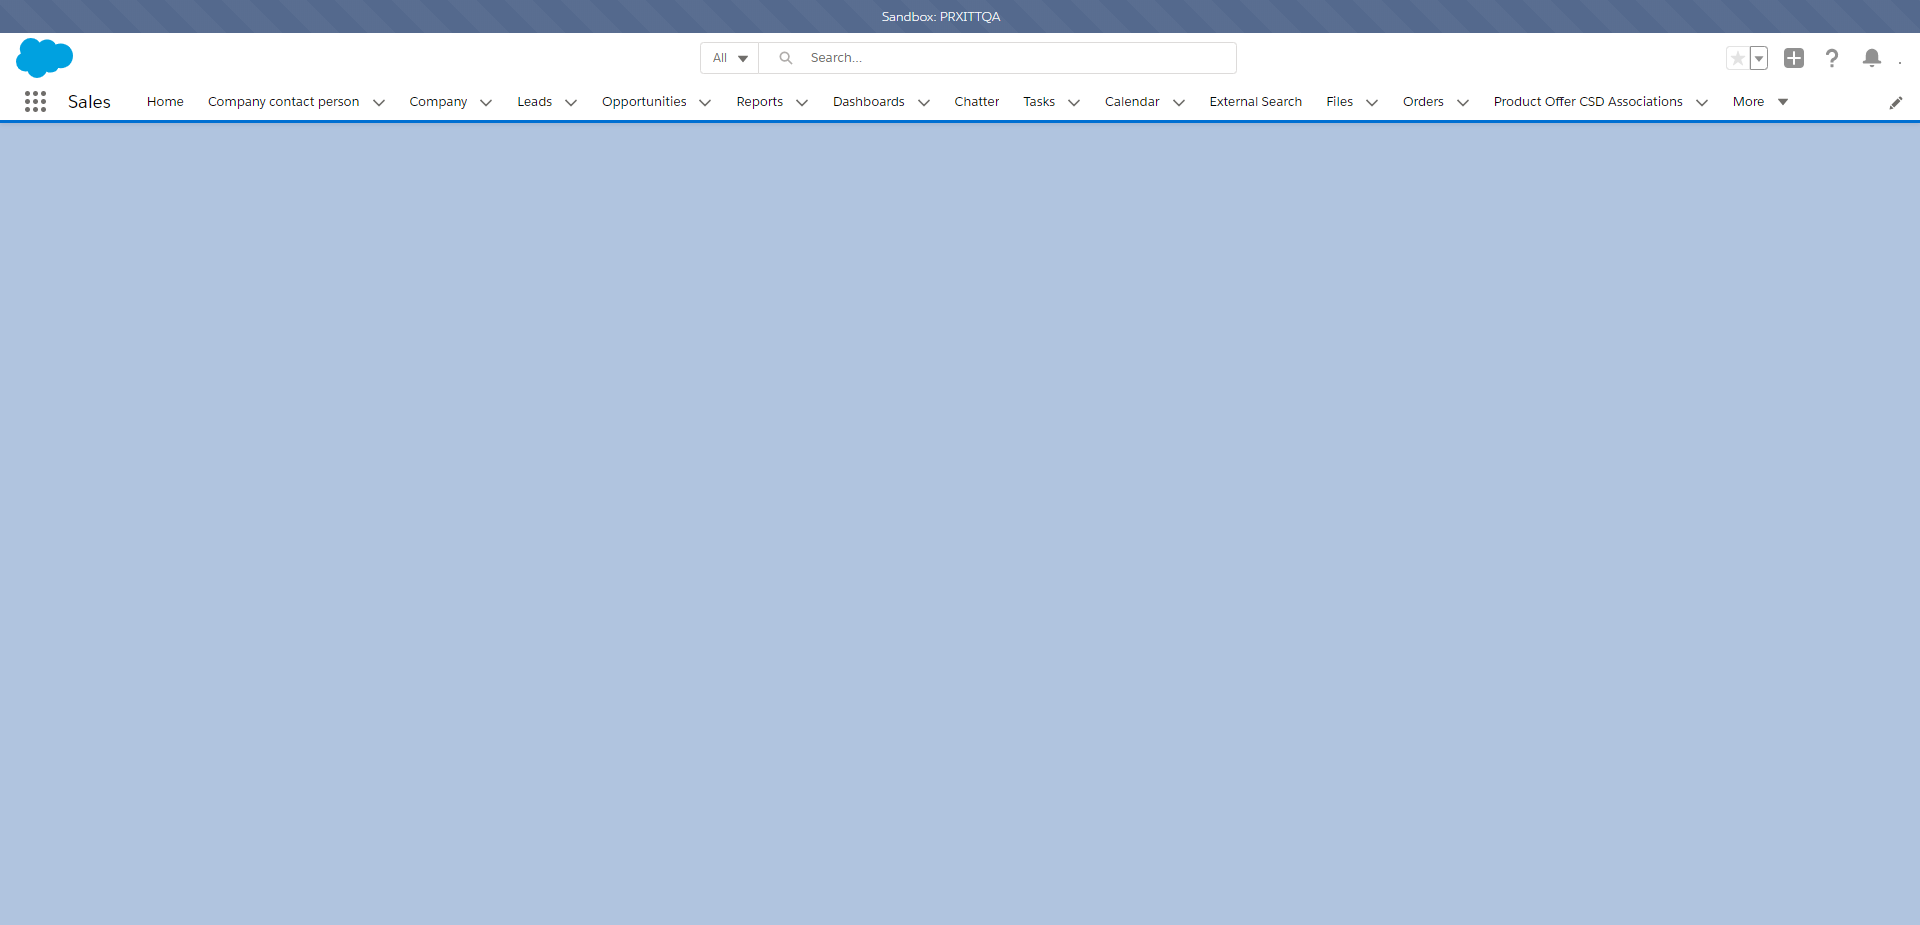 Sandbox: PRXITTQA
All Search...
Sales Home Company contact person Company Leads Opportunities Reports Dashboards Chatter Tasks Calendar External Search Files Orders Product Offer CSD Associations More